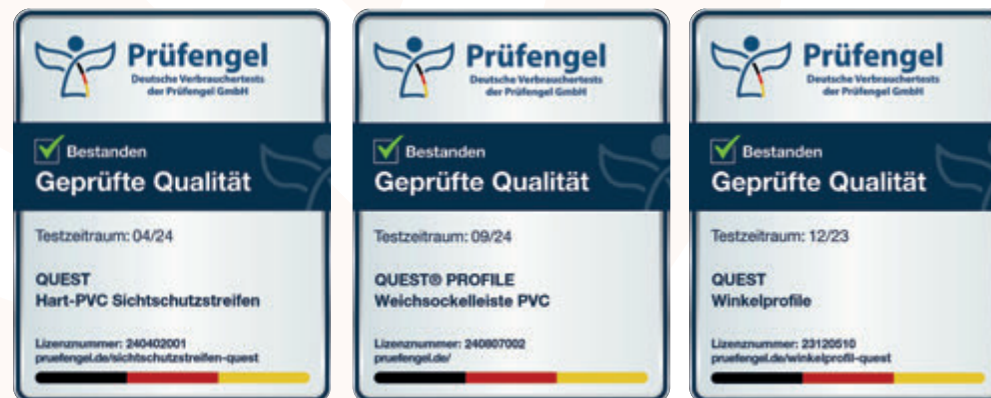 Prüfengel
Deutsche Verbrauchertests
der Prüfengel GmbH
Bestanden
Geprüfte Qualität
Testzeitraum: 04/24
QUEST
Hart-PVC Sichtschutzstreifen
Lizenznummer: 240402001
pruefengel.de/sichtschutzstreifen-quest
Prüfengel
Deutsche Verbrauchertests
der Prüfengel GmbH
Bestanden
Geprüfte Qualität
Testzeitraum: 09/24
QUEST® PROFILE
Weichsockelleiste PVC
Lizenznummer: 240807002
pruefengel.de/
Prüfengel
Deutsche Verbrauchertests
der Prüfengel GmbH
Bestanden
Geprüfte Qualität
Testzeitraum: 12/23
QUEST
Winkelprofile
Lizenznummer: 23120510
pruefengel.de/winkelprofil-quest